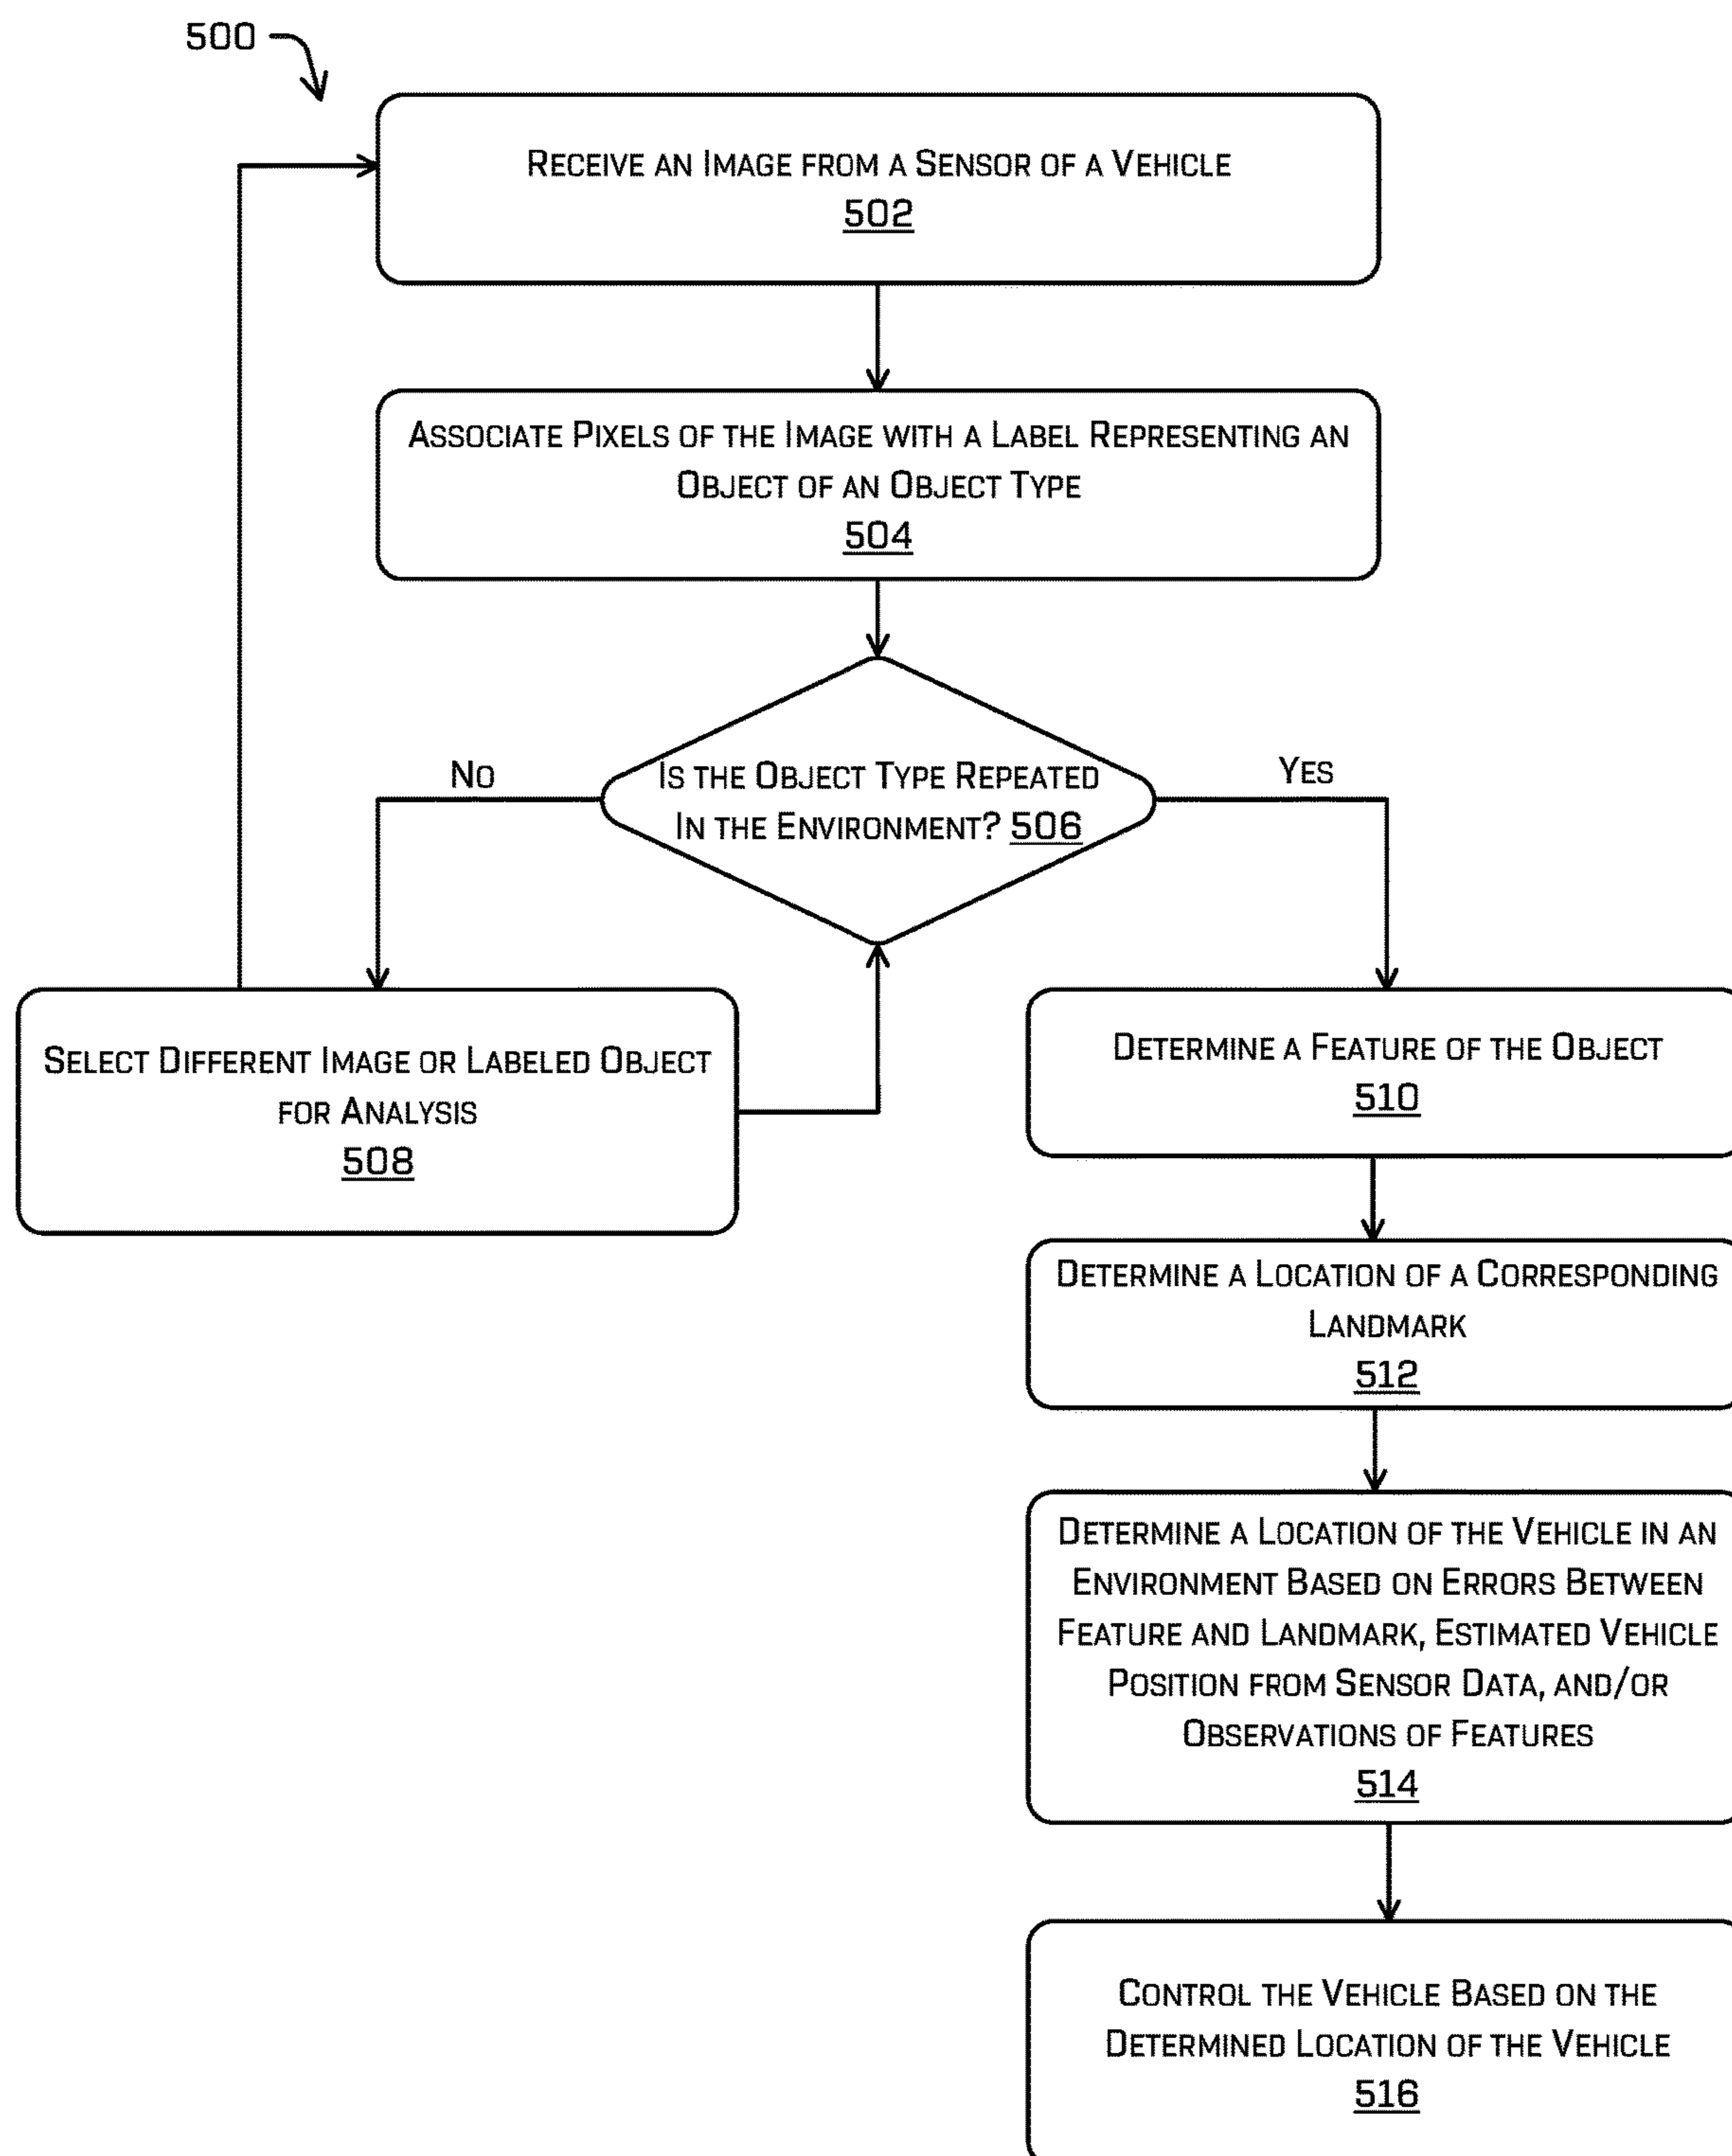 500
Receive an Image from a Sensor of a Vehicle
502
Associate Pixels of the Image with a Label Representing an
Object of an Object Type
504
Is the Object Type Repeated
In the Environment? 506
No
Yes
Select Different Image or Labeled Object
for Analysis
508
Determine a Feature of the Object
510
Determine a Location of a Corresponding
Landmark
512
Determine a Location of the Vehicle in an
Environment Based on Errors Between
Feature and Landmark, Estimated Vehicle
Position from Sensor Data, and/or
Observations of Features
514
Control the Vehicle Based on the
Determined Location of the Vehicle
516